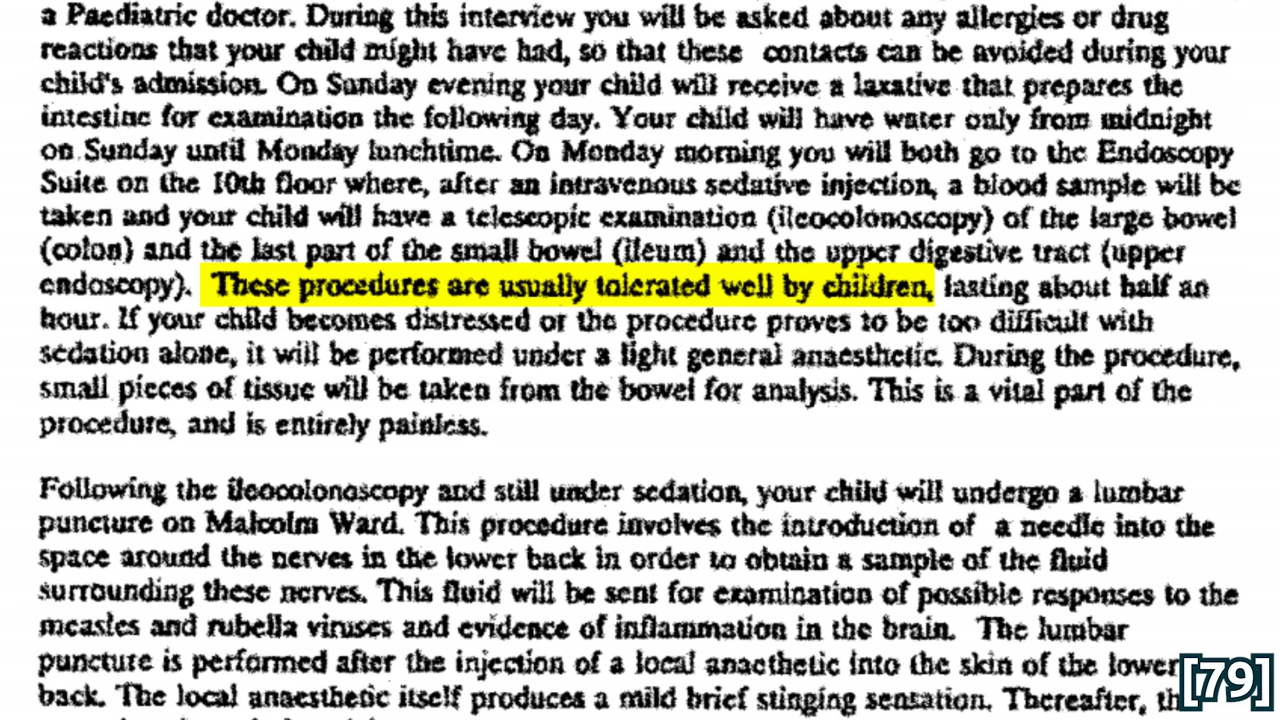 a Paediatric doctor. During this interview you will be asked about any allergies or drug
reactions that your child might have had, so that these contacts can be avoided during your
child's admission. On Sunday evening your child will receive a laxative that prepares the
intestine for examination the following day. Your child will have water only from midnight
on Sunday until Monday lunchtime. On Monday morning you will both go to the Endoscopy
Suite on the 10th floor where, after an intravenous sedative injection, a blood sample will be
taken and your child will have a telescopic examination (ileocolonoscopy) of the large bowel
(colon) and the last part of the small bowel (ileum) and the upper digestive tract (upper
endoscopy). These procedures are usually tolerated well by children, lasting about half an
hour. If your child becomes distressed or the procedure proves to be too difficult with
sedation alone, it will be performed under a light general anaesthetic. During the procedure,
small pieces of tissue will be taken from the bowel for analysis. This is a vital part of the
procedure, and is entirely painless.
Following the ileocolonoscopy and still under sedation, your child will undergo a lumbar
puncture on Malcolm Ward. This procedure involves the introduction of a needle into the
space around the nerves in the lower back in order to obtain a sample of the fluid
surrounding these nerves. This fluid will be sent for examination of possible responses to the
measles and rubella viruses and evidence of inflammation in the brain. The lumbar
puncture is performed after the injection of a local anaethetic into the skin of the lower
back. The local anaesthetic itself produces a mild brief stinging sensation. Thereafter, th
[79]